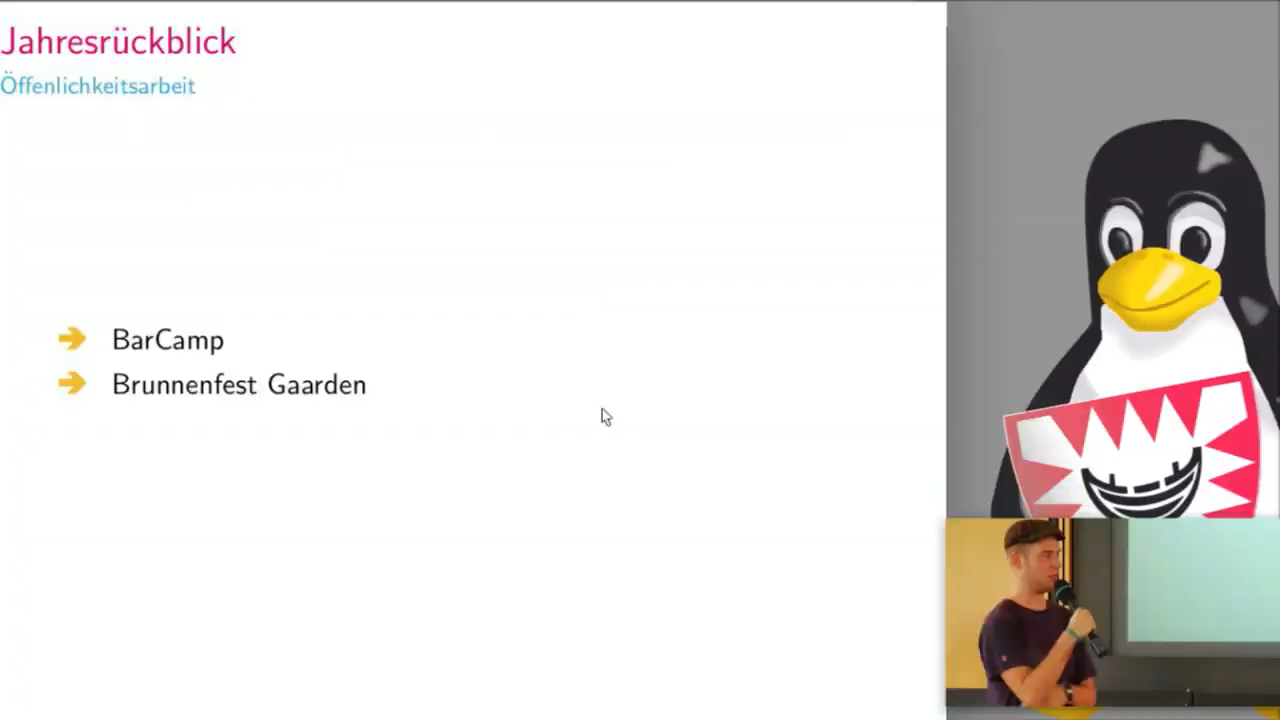 Jahresrückblick
Öffenlichkeitsarbeit
BarCamp
Brunnenfest Gaarden